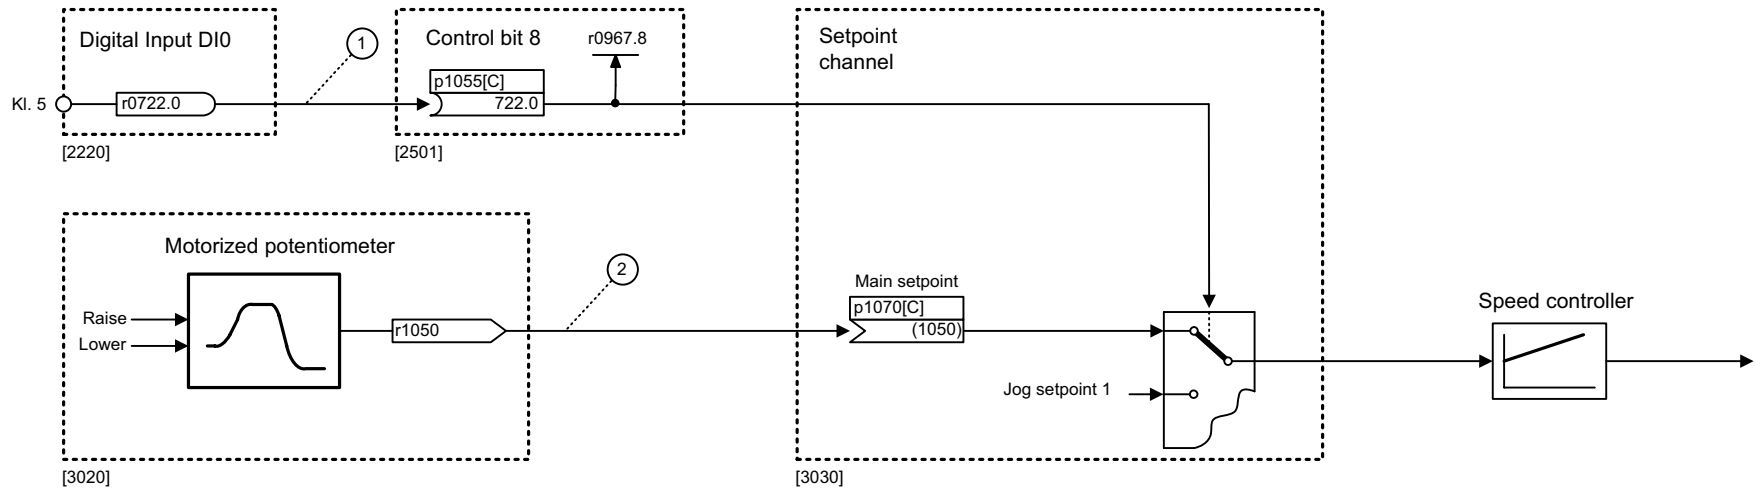 Digital Input DI0
1
Control bit 8
r0967.8
Setpoint
channel
p1055[C]
Kl. 5
r0722.0
722.0
[2220]
[2501]
Motorized potentiometer
2
Main setpoint
p1070[C]
Raise
r1050
(1050)
Lower
Speed controller
Jog setpoint 1
[3020]
[3030]